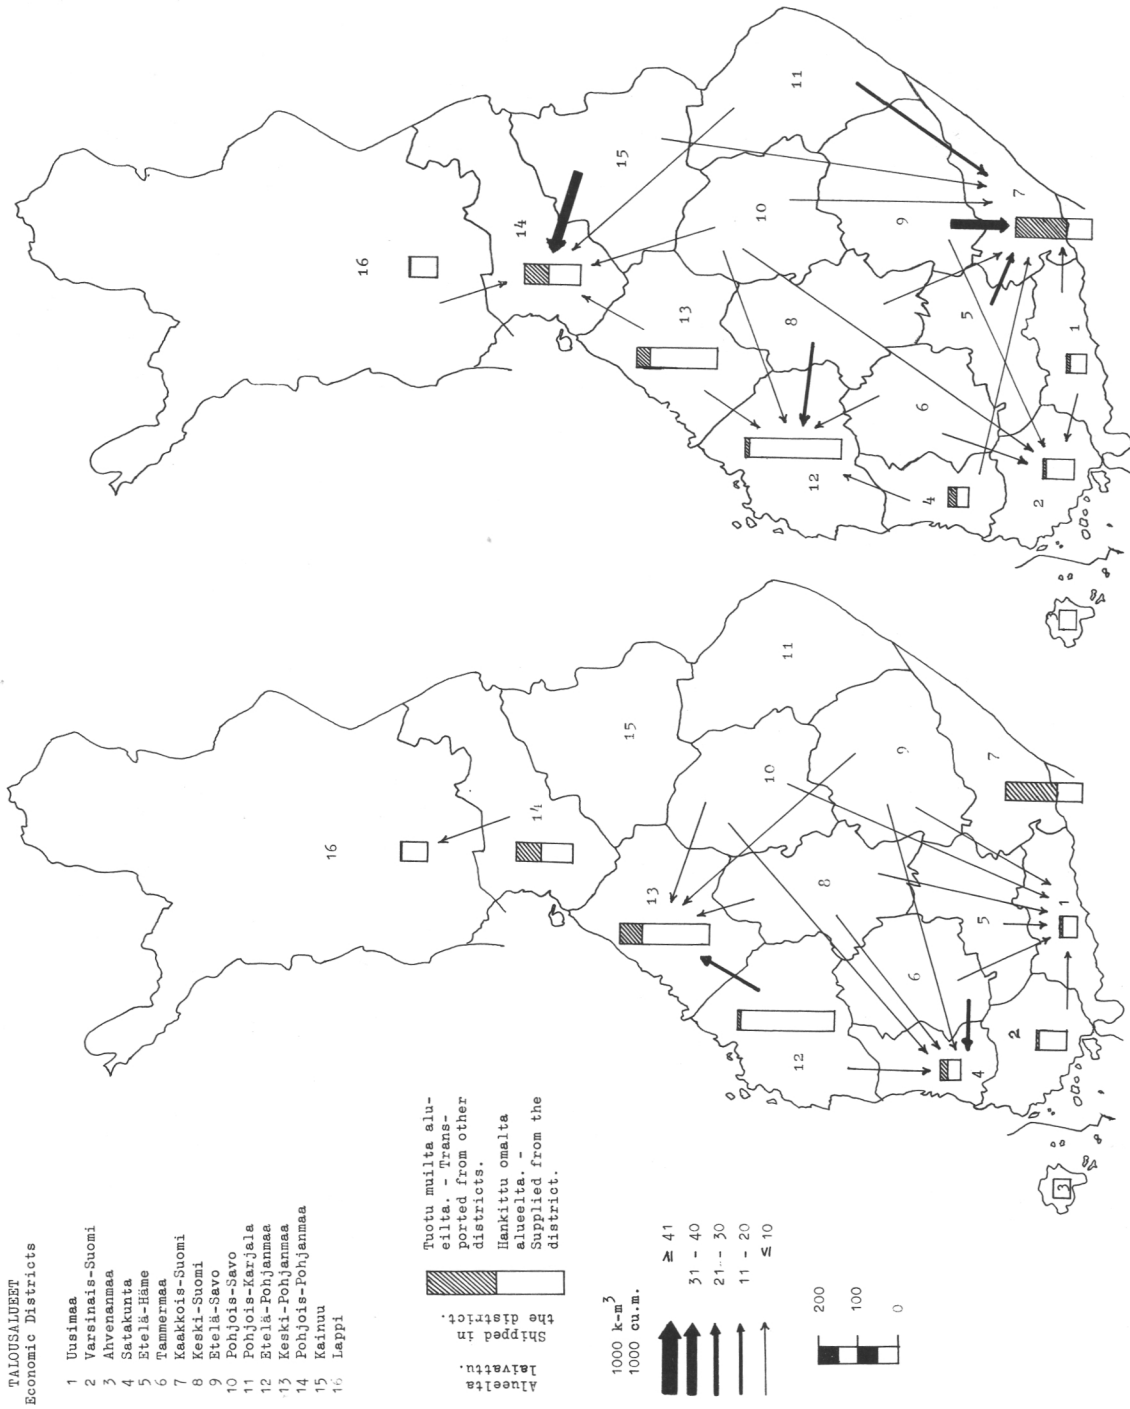 TALOUSALUEET
Economic Districts
1 Uusimaa
2 Varsinais-Suomi
3 Ahvenanmaa
4 Satakunta
5 Etelä-Häme
6 Tammermaa
7 Kaakkois-Suomi
8 Keski-Suomi
9 Etelä-Savo
10 Pohjois-Savo
11 Pohjois-Karjala
12 Etelä-Pohjanmaa
13 Keski-Pohjanmaa
14 Pohjois-Pohjanmaa
15 Kainuu
16 Lappi
Alueelta
laivattu.
Shipped in
the district.
Tuotu muilta alu-
eilta. - Trans-
ported from other
districts.
Hankittu omalta
alueelta. -
Supplied from the
district.
1000 k-m³
1000 cu.m.
≥ 41
31 - 40
21 - 30
11 - 20
≤ 10
200
100
0
16
14
15
13
10
11
12
8
9
6
7
4
5
2
1
3
16
14
15
13
10
11
12
8
9
6
7
4
5
2
1